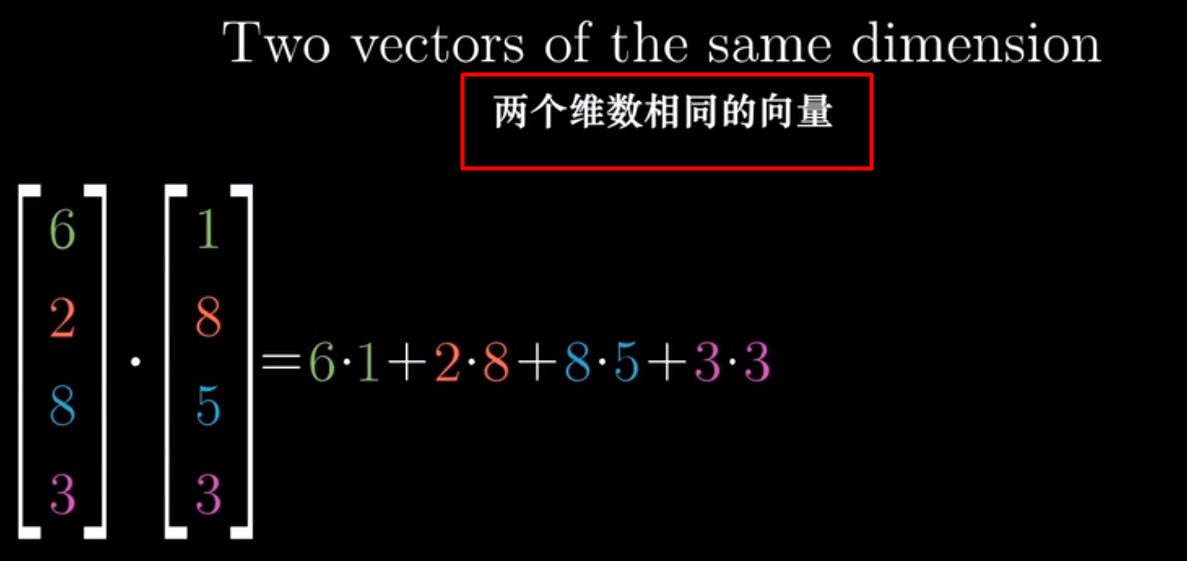 Two vectors of the same dimension
两个维数相同的向量
[6 2 8 3] · [1 8 5 3] =6·1+2·8+8·5+3·3